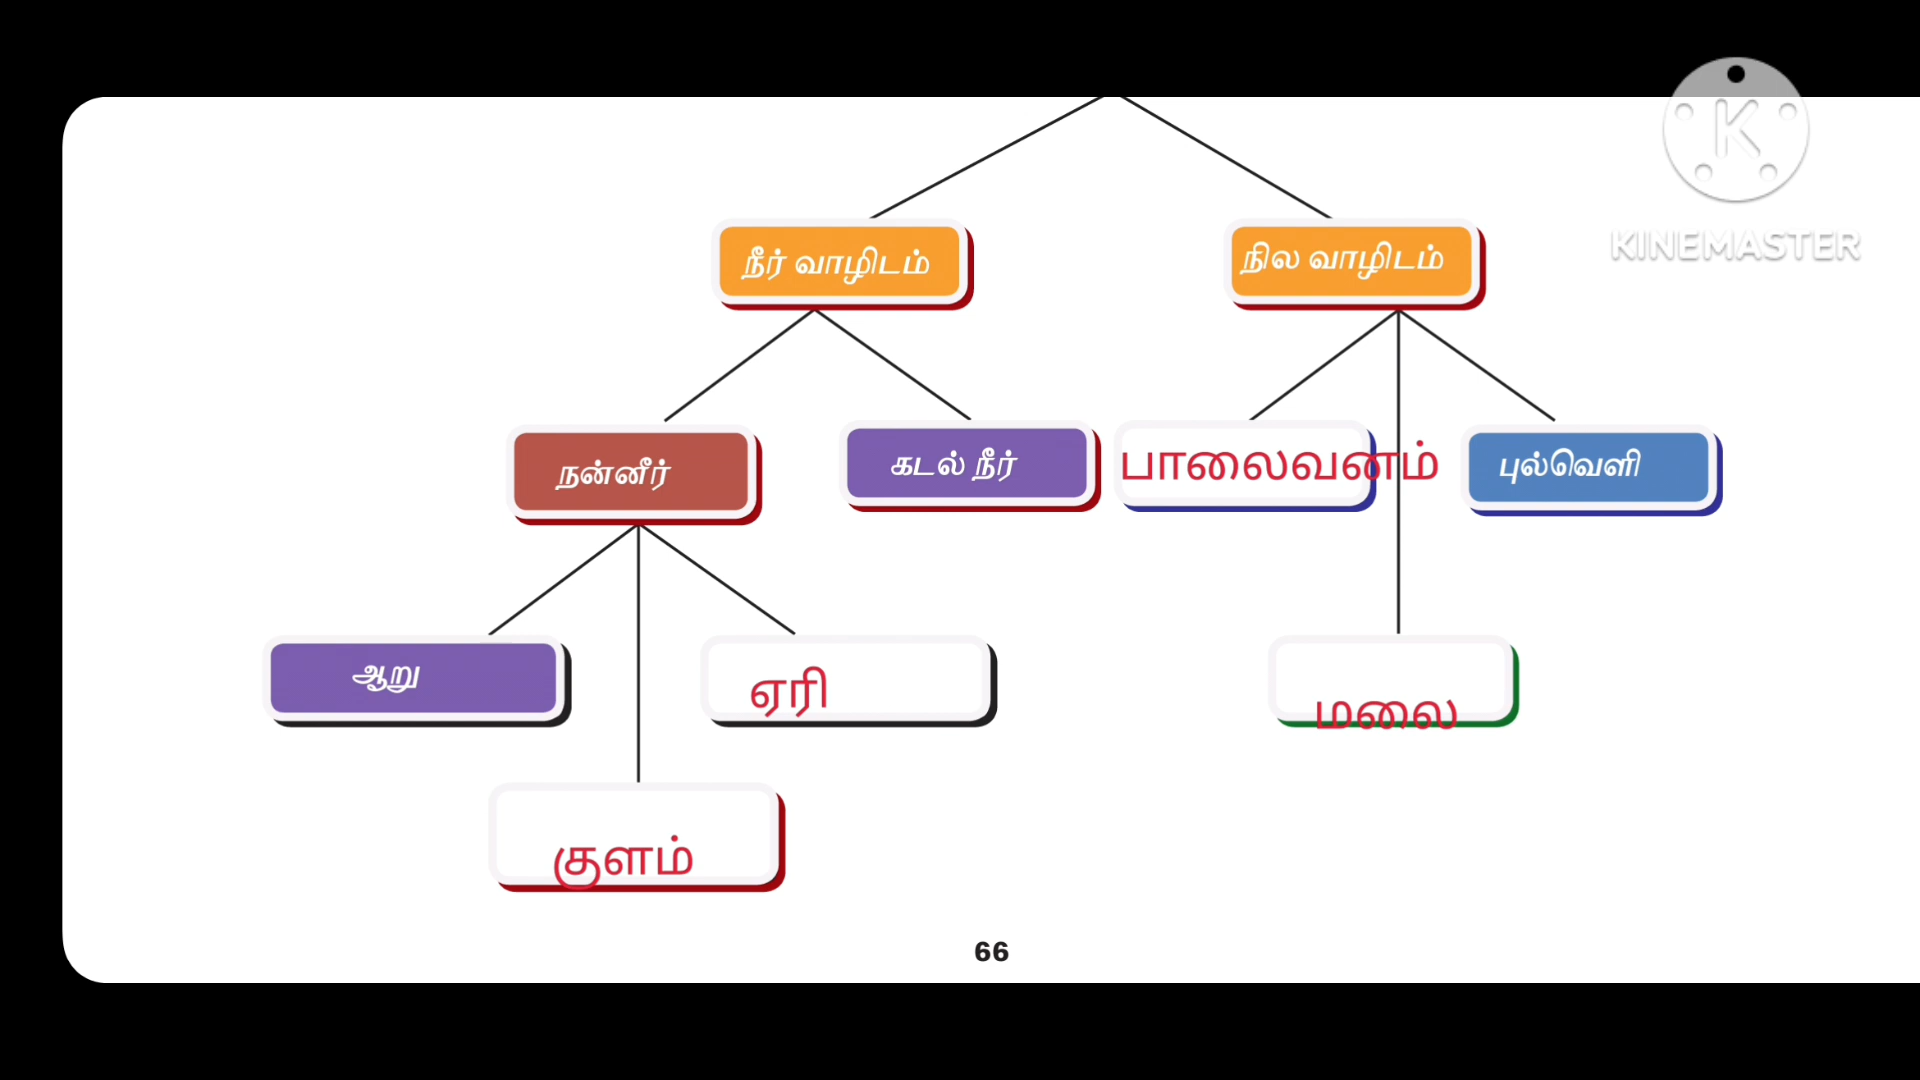 K
KINEMASTER
நீர் வாழிடம்
நில வாழிடம்
நன்னீர்
கடல் நீர்
பாலைவனம்
புல்வெளி
ஆறு
ஏரி
மலை
குளம்
66